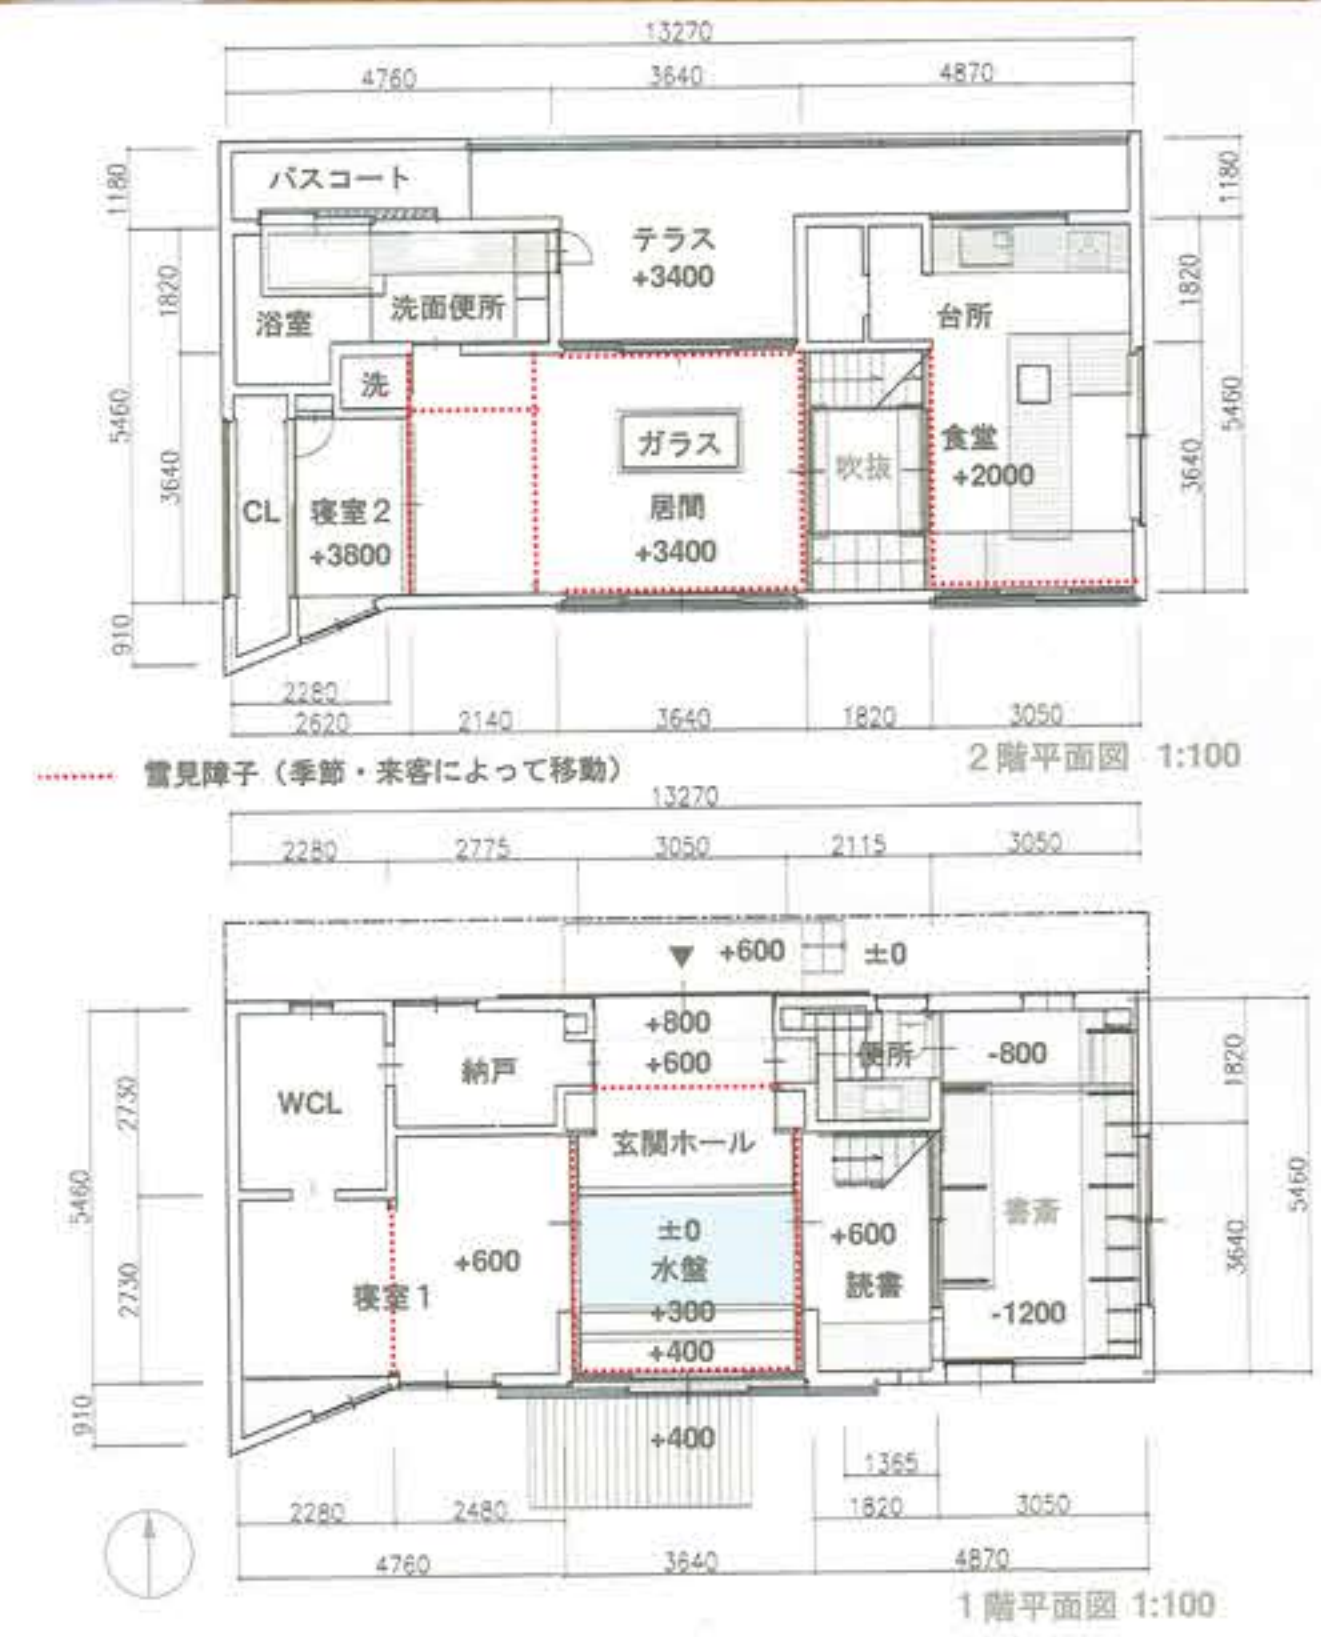 13270
4760 3640 4870
1180
1820
5460
3640
910
バスコート
テラス
+3400
浴室
洗面便所
洗
台所
ガラス
居間
+3400
吹抜
食堂
+2000
CL
寝室2
+3800
1180
1820
5460
3640
2280
2620 2140 3640 1820 3050
2階平面図 1:100
雪見障子（季節・来客によって移動）
13270
2280 2775 3050 2115 3050
▼ +600 ±0
+800
+600
WCL
納戸
便所
-800
玄関ホール
±0
水盤
+300
+400
+600
寝室1
+600
読書
書斎
-1200
+400
2730
5460
2730
910
1820
5460
3640
1365
2280 2480 1820 3050
4760 3640 4870
1階平面図 1:100